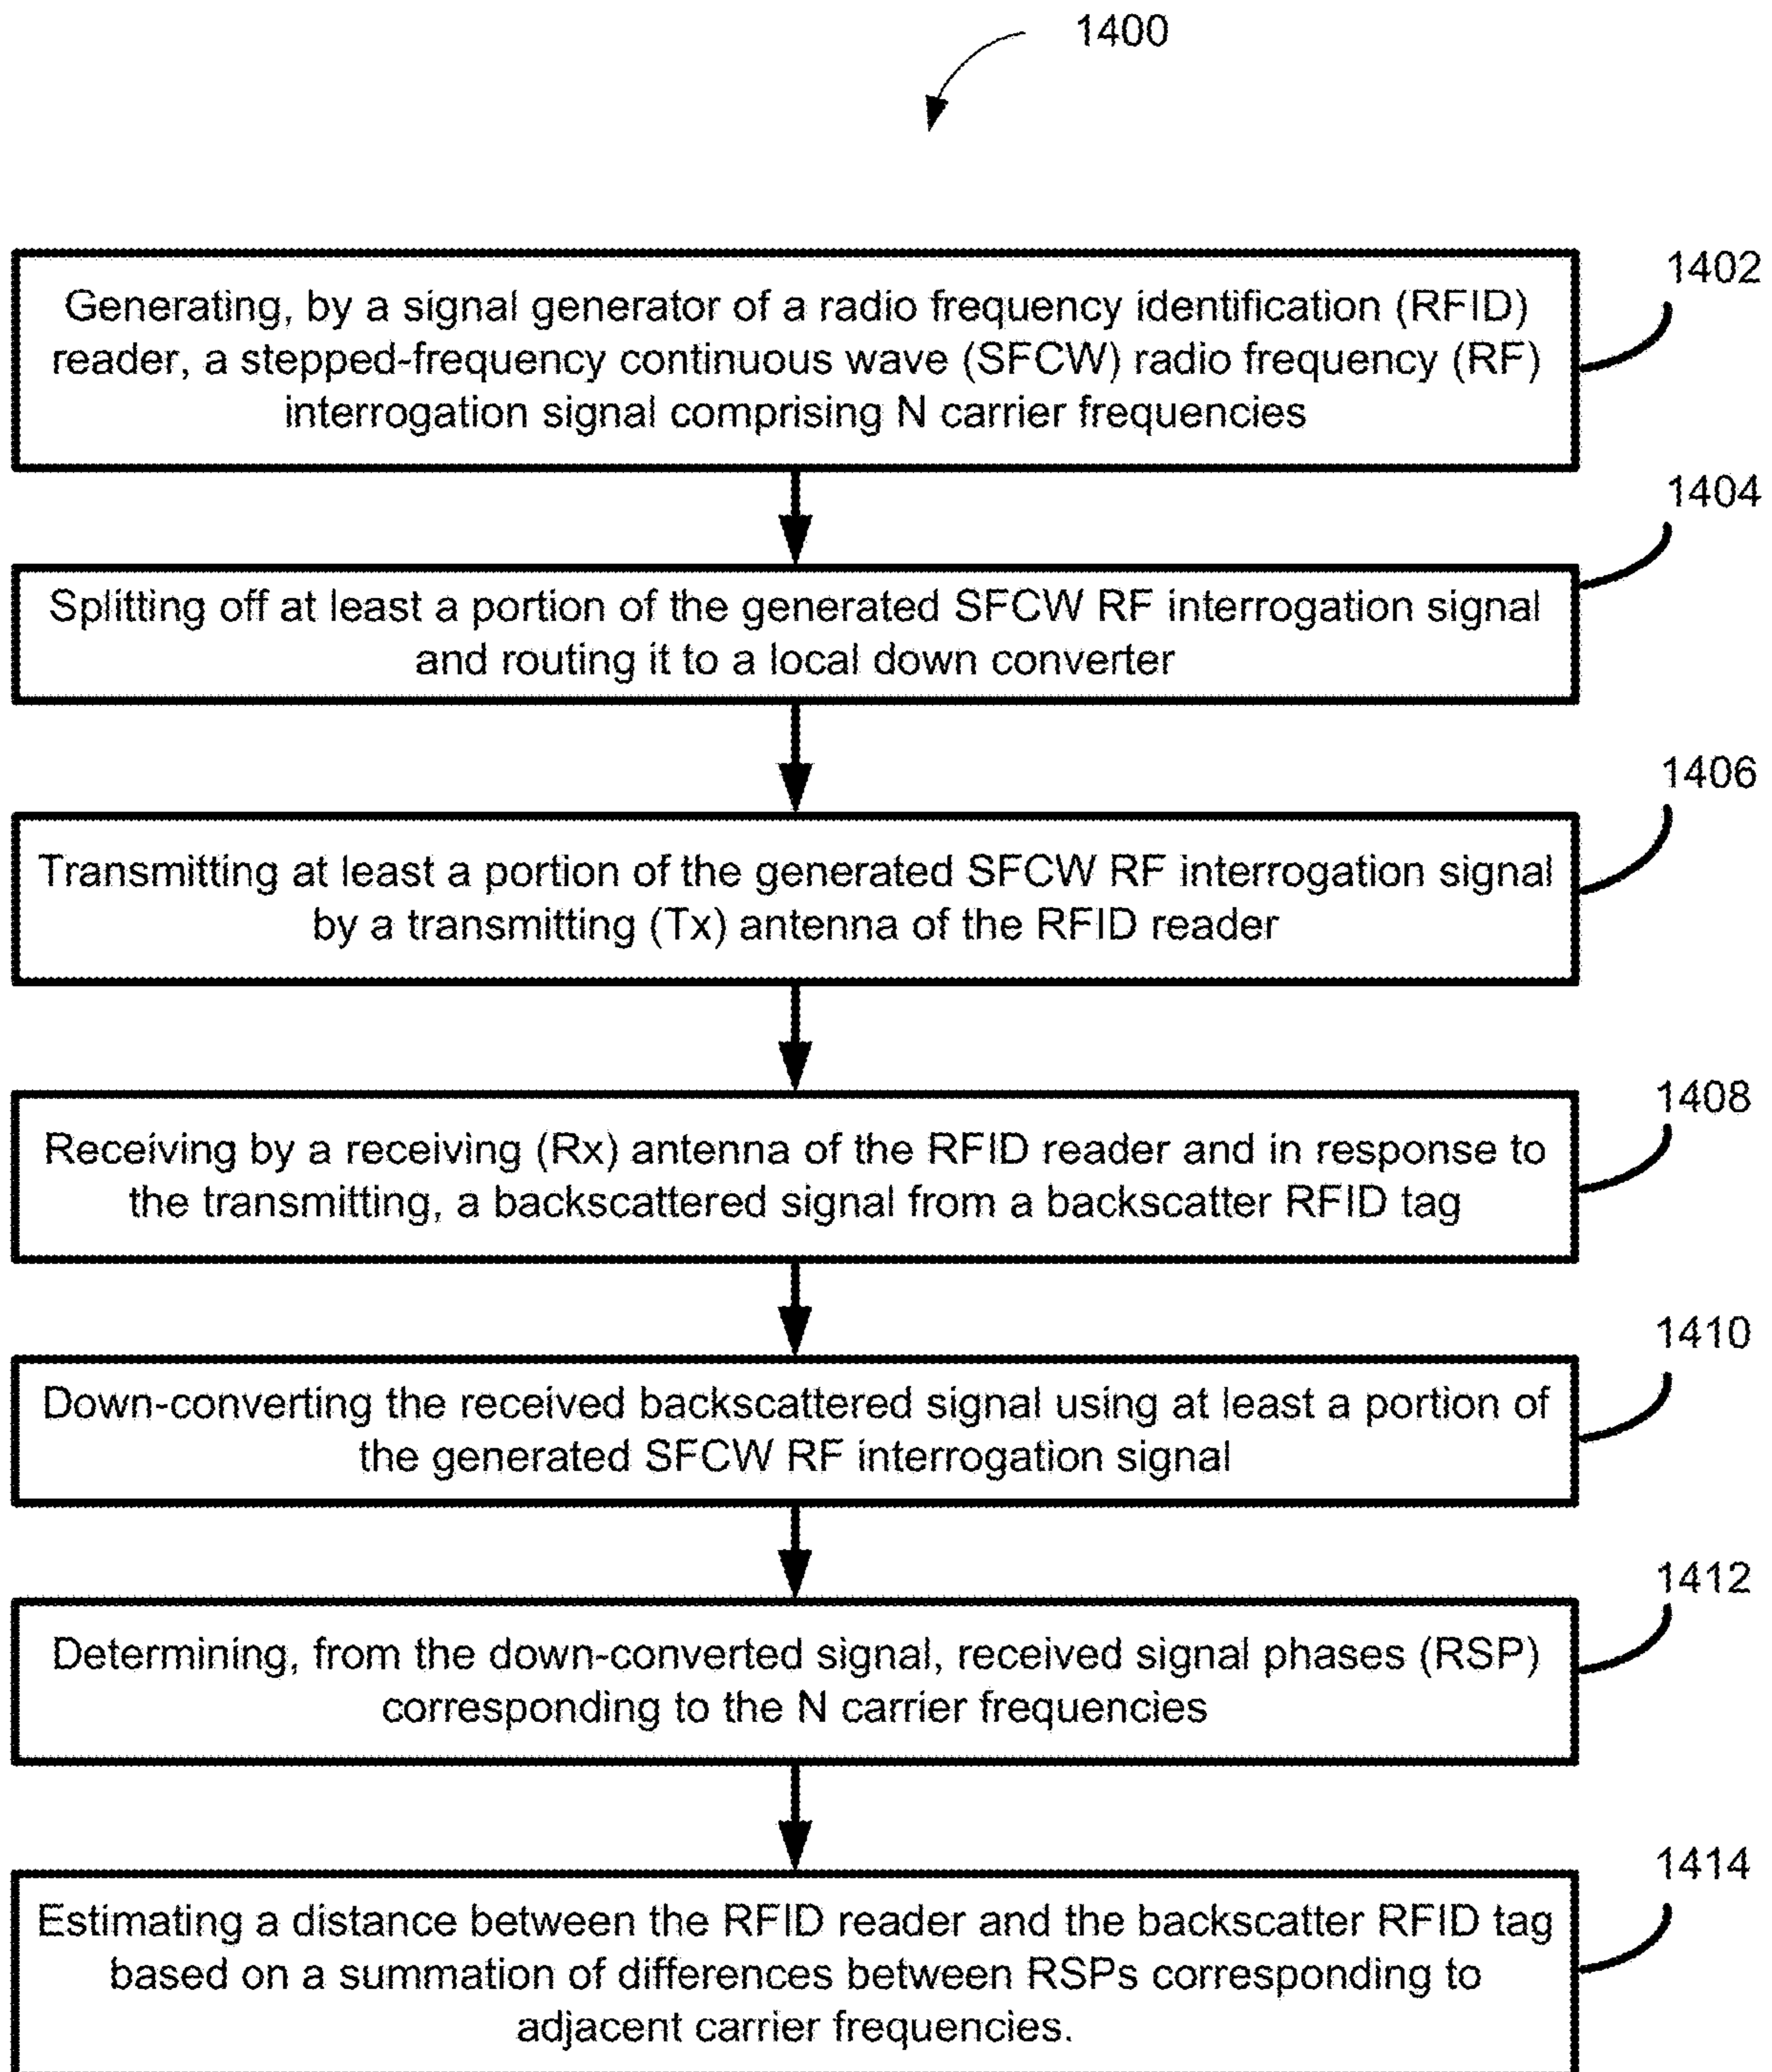 1400
1402
Generating, by a signal generator of a radio frequency identification (RFID)
reader, a stepped-frequency continuous wave (SFCW) radio frequency (RF)
interrogation signal comprising N carrier frequencies
1404
Splitting off at least a portion of the generated SFCW RF interrogation signal
and routing it to a local down converter
1406
Transmitting at least a portion of the generated SFCW RF interrogation signal
by a transmitting (Tx) antenna of the RFID reader
1408
Receiving by a receiving (Rx) antenna of the RFID reader and in response to
the transmitting, a backscattered signal from a backscatter RFID tag
1410
Down-converting the received backscattered signal using at least a portion of
the generated SFCW RF interrogation signal
1412
Determining, from the down-converted signal, received signal phases (RSP)
corresponding to the N carrier frequencies
1414
Estimating a distance between the RFID reader and the backscatter RFID tag
based on a summation of differences between RSPs corresponding to
adjacent carrier frequencies.